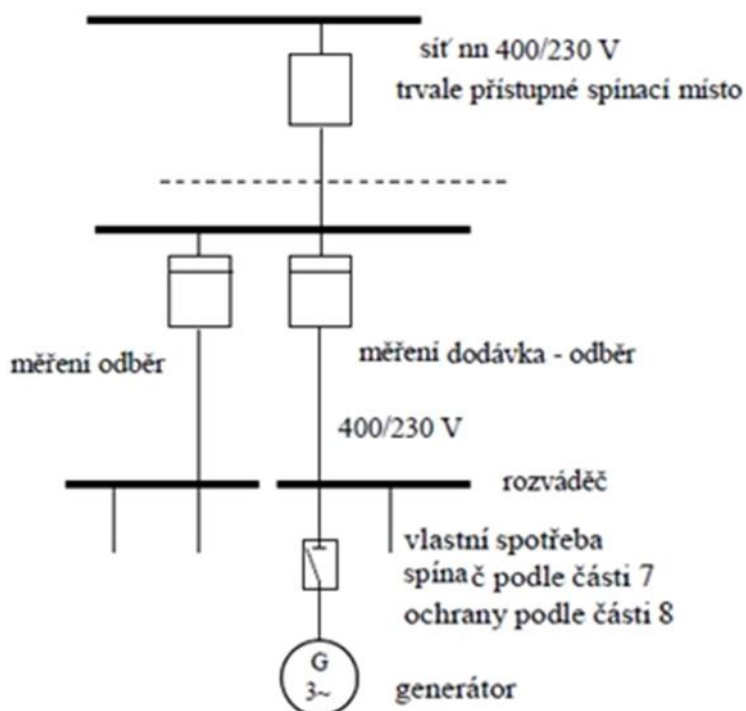 síť nn 400/230 V
trvale přístupné spínací místo
měření odběr
měření dodávka - odběr
400/230 V
rozváděč
vlastní spotřeba
spínač podle části 7
ochrany podle části 8
G
3~
generátor